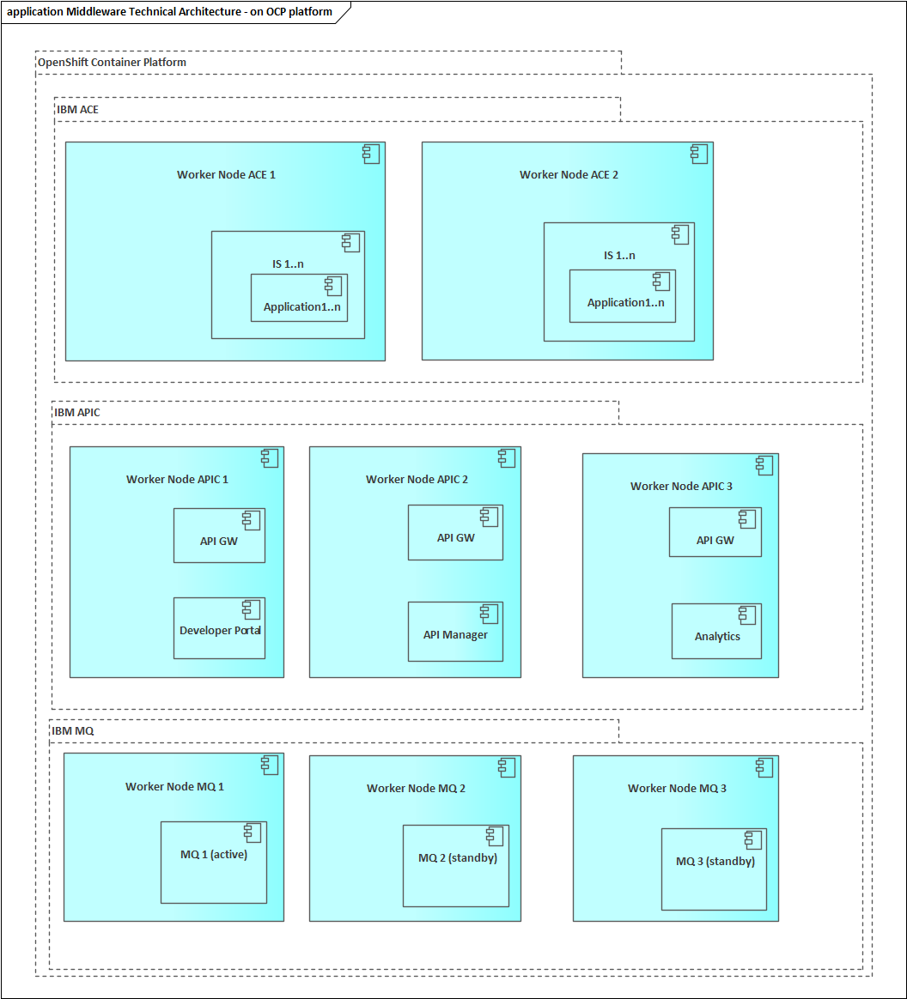 application Middleware Technical Architecture - on OCP platform
OpenShift Container Platform
IBM ACE
Worker Node ACE 1
Worker Node ACE 2
IS 1..n
IS 1..n
Application1..n
Application1..n
IBM APIC
Worker Node APIC 1
Worker Node APIC 2
Worker Node APIC 3
API GW
API GW
API GW
Developer Portal
API Manager
Analytics
IBM MQ
Worker Node MQ 1
Worker Node MQ 2
Worker Node MQ 3
MQ 1 (active)
MQ 2 (standby)
MQ 3 (standby)